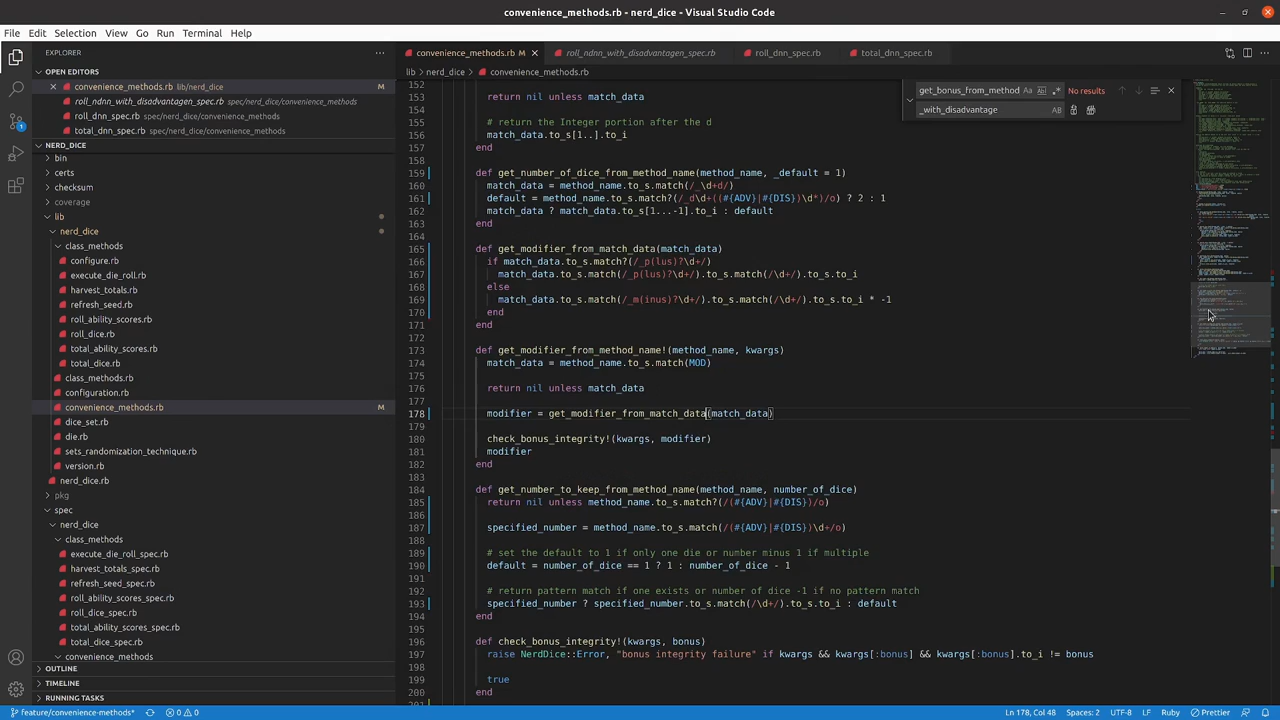 convenience_methods.rb - nerd_dice - Visual Studio Code
File Edit Selection View Go Run Terminal Help
EXPLORER
OPEN EDITORS
convenience_methods.rb lib/nerd_dice
roll_ndnn_with_disadvantagen_spec.rb spec/nerd_dice/convenience_methods
roll_dnn_spec.rb spec/nerd_dice/convenience_methods
total_dnn_spec.rb spec/nerd_dice/convenience_methods
NERD_DICE
bin
certs
checksum
coverage
lib
nerd_dice
class_methods
configure.rb
execute_die_roll.rb
harvest_totals.rb
refresh_seed.rb
roll_ability_scores.rb
roll_dice.rb
total_ability_scores.rb
total_dice.rb
class_methods.rb
configuration.rb
convenience_methods.rb M
dice_set.rb
die.rb
sets_randomization_technique.rb
version.rb
nerd_dice.rb
pkg
spec
nerd_dice
class_methods
execute_die_roll_spec.rb
harvest_totals_spec.rb
refresh_seed_spec.rb
roll_ability_scores_spec.rb
roll_dice_spec.rb
total_ability_scores_spec.rb
total_dice_spec.rb
convenience_methods
OUTLINE
TIMELINE
RUNNING TASKS
convenience_methods.rb M roll_ndnn_with_disadvantagen_spec.rb roll_dnn_spec.rb total_dnn_spec.rb
lib nerd_dice convenience_methods.rb
get_bonus_from_method Aa No results
_with_disadvantage AB
152
153 return nil unless match_data
154
155 # return the Integer portion after the d
156 match_data.to_s[1..].to_i
157 end
158
159 def get_number_of_dice_from_method_name(method_name, _default = 1)
160 match_data = method_name.to_s.match(/_\d+d/)
161 default = method_name.to_s.match?(/_d\d+((#{ADV}|#{DIS})\d*)/o) ? 2 : 1
162 match_data ? match_data.to_s[1...-1].to_i : default
163 end
164
165 def get_modifier_from_match_data(match_data)
166 if match_data.to_s.match?(/_p(lus)?\d+/)
167 match_data.to_s.match(/_p(lus)?\d+/).to_s.match(/\d+/).to_s.to_i
168 else
169 match_data.to_s.match(/_m(inus)?\d+/).to_s.match(/\d+/).to_s.to_i * -1
170 end
171 end
172
173 def get_modifier_from_method_name!(method_name, kwargs)
174 match_data = method_name.to_s.match(MOD)
175
176 return nil unless match_data
177
178 modifier = get_modifier_from_match_data(match_data)
179
180 check_bonus_integrity!(kwargs, modifier)
181 modifier
182 end
183
184 def get_number_to_keep_from_method_name(method_name, number_of_dice)
185 return nil unless method_name.to_s.match?(/(#{ADV}|#{DIS})/o)
186
187 specified_number = method_name.to_s.match(/(#{ADV}|#{DIS})\d+/o)
188
189 # set the default to 1 if only one die or number minus 1 if multiple
190 default = number_of_dice == 1 ? 1 : number_of_dice - 1
191
192 # return pattern match if one exists or number of dice -1 if no pattern match
193 specified_number ? specified_number.to_s.match(/\d+/).to_s.to_i : default
194 end
195
196 def check_bonus_integrity!(kwargs, bonus)
197 raise NerdDice::Error, "bonus integrity failure" if kwargs && kwargs[:bonus] && kwargs[:bonus].to_i != bonus
198
199 true
200 end
feature/convenience-methods* 0 0 Ln 178, Col 48 Spaces: 2 UTF-8 LF Ruby Prettier